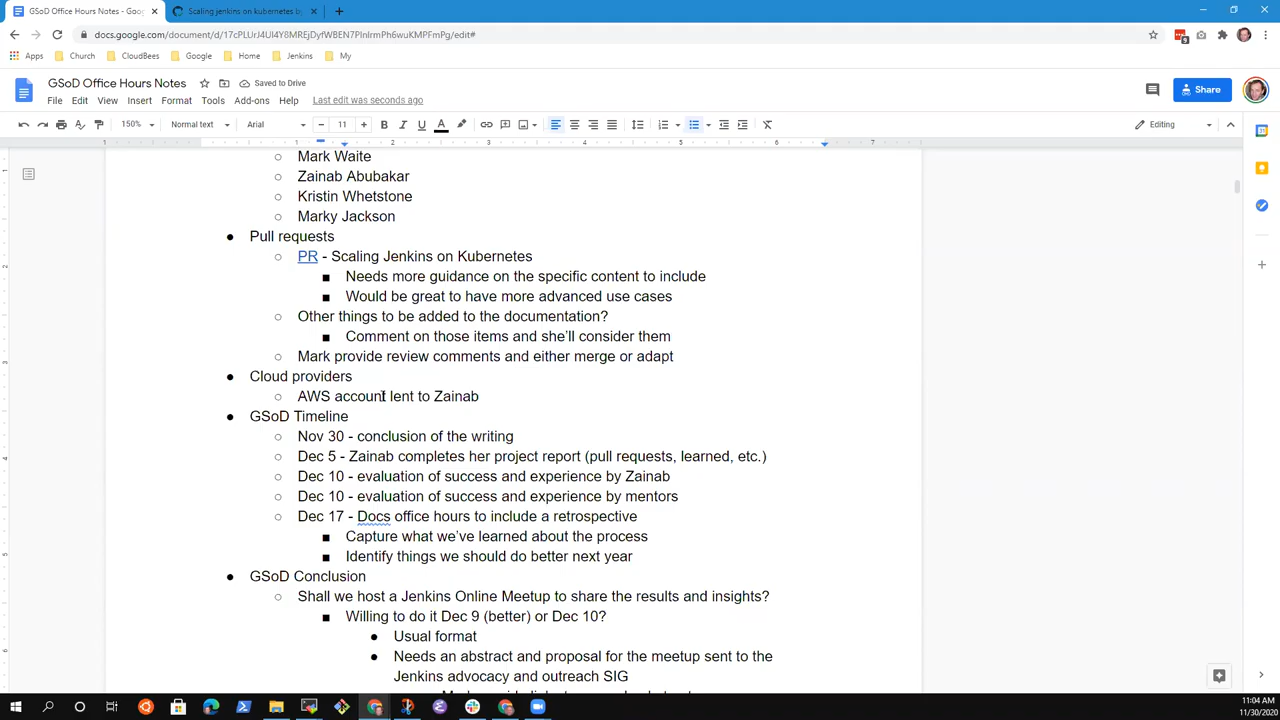 GSoD Office Hours Notes - Goog
Scaling jenkins on kubernetes b
docs.google.com/document/d/
Apps
Church
CloudBees
Google
Home
Jenkins
My
GSoD Office Hours Notes
Saved to Drive
File Edit View Insert Format Tools Add-ons Help Last edit was seconds ago
Share
150% Normal text Arial 11
Editing
1 1 2 3 4 5 6 7
Mark Waite
Zainab Abubakar
Kristin Whetstone
Marky Jackson
● Pull requests
○ PR - Scaling Jenkins on Kubernetes
■ Needs more guidance on the specific content to include
■ Would be great to have more advanced use cases
○ Other things to be added to the documentation?
■ Comment on those items and she'll consider them
○ Mark provide review comments and either merge or adapt
● Cloud providers
○ AWS account lent to Zainab
● GSoD Timeline
○ Nov 30 - conclusion of the writing
○ Dec 5 - Zainab completes her project report (pull requests, learned, etc.)
○ Dec 10 - evaluation of success and experience by Zainab
○ Dec 10 - evaluation of success and experience by mentors
○ Dec 17 - Docs office hours to include a retrospective
■ Capture what we've learned about the process
■ Identify things we should do better next year
● GSoD Conclusion
○ Shall we host a Jenkins Online Meetup to share the results and insights?
■ Willing to do it Dec 9 (better) or Dec 10?
● Usual format
● Needs an abstract and proposal for the meetup sent to the
Jenkins advocacy and outreach SIG
11:04 AM
11/30/2020